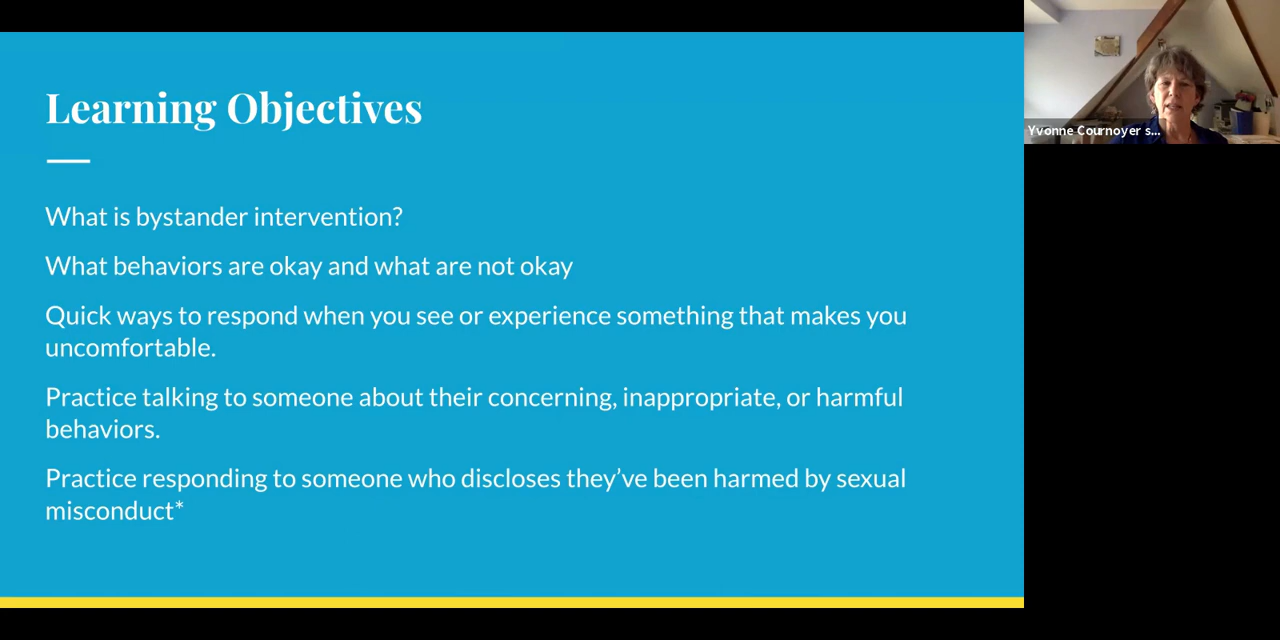 Learning Objectives
What is bystander intervention?
What behaviors are okay and what are not okay
Quick ways to respond when you see or experience something that makes you
uncomfortable.
Practice talking to someone about their concerning, inappropriate, or harmful
behaviors.
Practice responding to someone who discloses they’ve been harmed by sexual
misconduct*
Yvonne Cournoyer s...